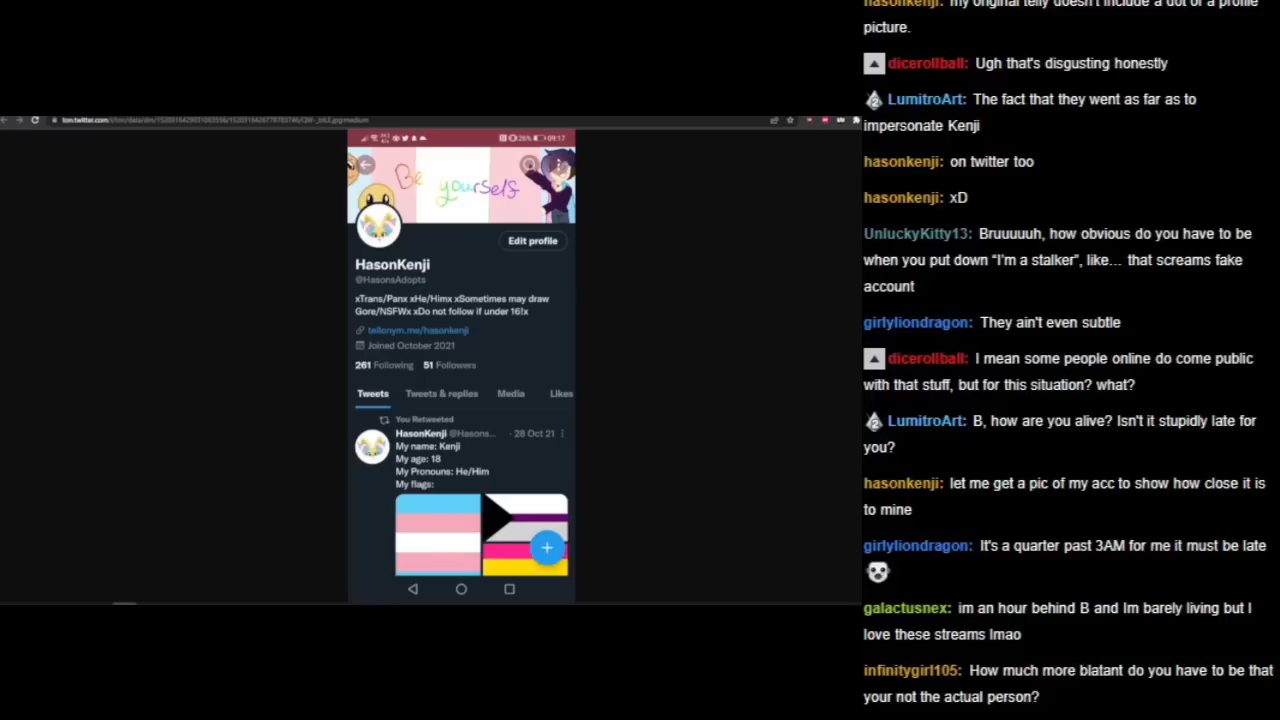 ton.twitter.com
26% 09:17
Be yourself
Edit profile
HasonKenji
@HasonsAdopts
xTrans/Panx xHe/Himx xSometimes may draw
Gore/NSFWx xDo not follow if under 16!x
tellonym.me/hasonkenji
Joined October 2021
261 Following 51 Followers
Tweets Tweets & replies Media Likes
You Retweeted
HasonKenji @Hasons... · 28 Oct 21
My name: Kenji
My age: 18
My Pronouns: He/Him
My flags:
hasonkenji: my original telly doesn't include a dot or a profile
picture.
dicerollball: Ugh that's disgusting honestly
LumitroArt: The fact that they went as far as to
impersonate Kenji
hasonkenji: on twitter too
hasonkenji: xD
UnluckyKitty13: Bruuuuuh, how obvious do you have to be
when you put down “I'm a stalker”, like… that screams fake
account
girlyliondragon: They ain't even subtle
dicerollball: I mean some people online do come public
with that stuff, but for this situation? what?
LumitroArt: B, how are you alive? Isn't it stupidly late for
you?
hasonkenji: let me get a pic of my acc to show how close it is
to mine
girlyliondragon: It's a quarter past 3AM for me it must be late
galactusnex: im an hour behind B and Im barely living but I
love these streams lmao
infinitygirl105: How much more blatant do you have to be that
your not the actual person?